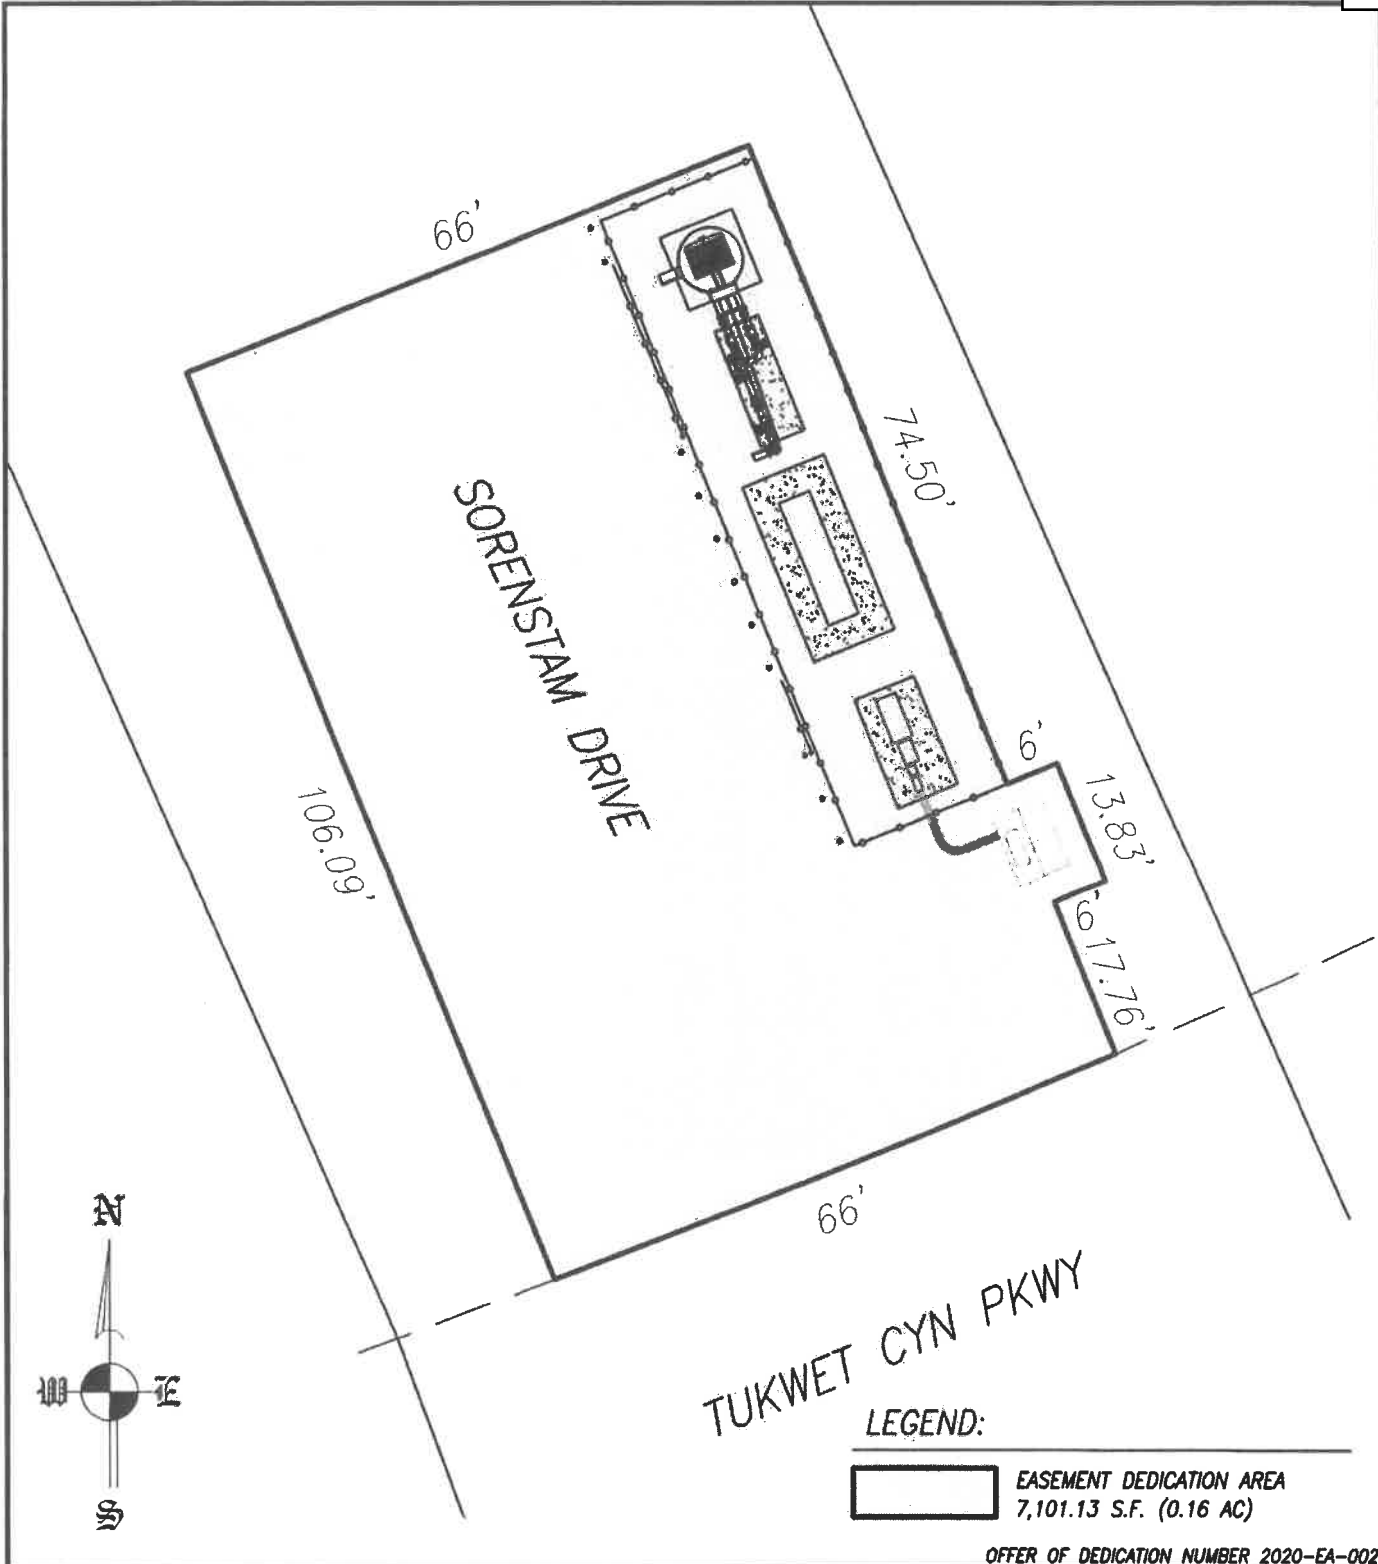 66'
74.50'
SORENSTAM DRIVE
6'
13.83'
106.09'
6'
17.76'
66'
N
W E
S
TUKWET CYN PKWY
LEGEND:
EASEMENT DEDICATION AREA
7,101.13 S.F. (0.16 AC)
OFFER OF DEDICATION NUMBER 2020-EA-002